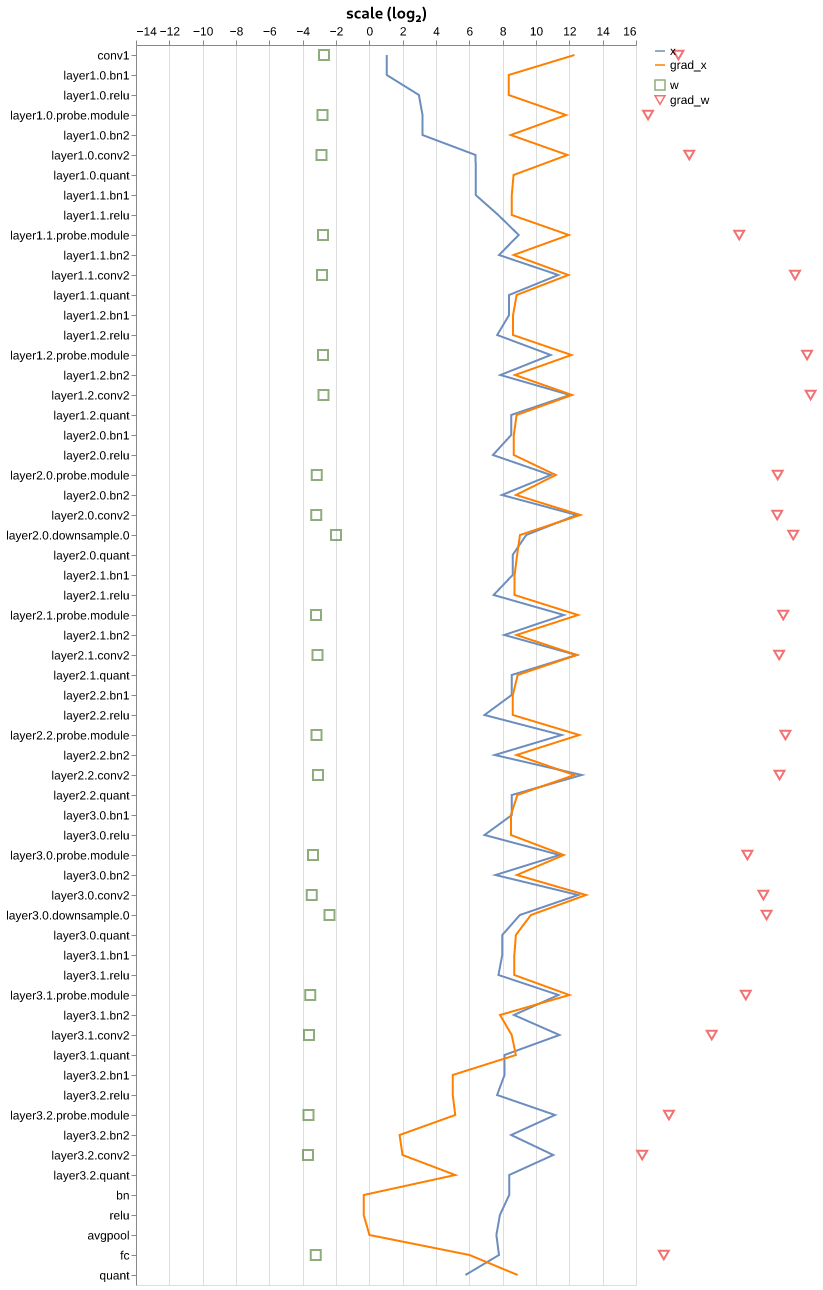 scale (log₂)
−14 −12 −10 −8 −6 −4 −2 0 2 4 6 8 10 12 14 16
x
grad_x
w
grad_w
conv1
layer1.0.bn1
layer1.0.relu
layer1.0.probe.module
layer1.0.bn2
layer1.0.conv2
layer1.0.quant
layer1.1.bn1
layer1.1.relu
layer1.1.probe.module
layer1.1.bn2
layer1.1.conv2
layer1.1.quant
layer1.2.bn1
layer1.2.relu
layer1.2.probe.module
layer1.2.bn2
layer1.2.conv2
layer1.2.quant
layer2.0.bn1
layer2.0.relu
layer2.0.probe.module
layer2.0.bn2
layer2.0.conv2
layer2.0.downsample.0
layer2.0.quant
layer2.1.bn1
layer2.1.relu
layer2.1.probe.module
layer2.1.bn2
layer2.1.conv2
layer2.1.quant
layer2.2.bn1
layer2.2.relu
layer2.2.probe.module
layer2.2.bn2
layer2.2.conv2
layer2.2.quant
layer3.0.bn1
layer3.0.relu
layer3.0.probe.module
layer3.0.bn2
layer3.0.conv2
layer3.0.downsample.0
layer3.0.quant
layer3.1.bn1
layer3.1.relu
layer3.1.probe.module
layer3.1.bn2
layer3.1.conv2
layer3.1.quant
layer3.2.bn1
layer3.2.relu
layer3.2.probe.module
layer3.2.bn2
layer3.2.conv2
layer3.2.quant
bn
relu
avgpool
fc
quant